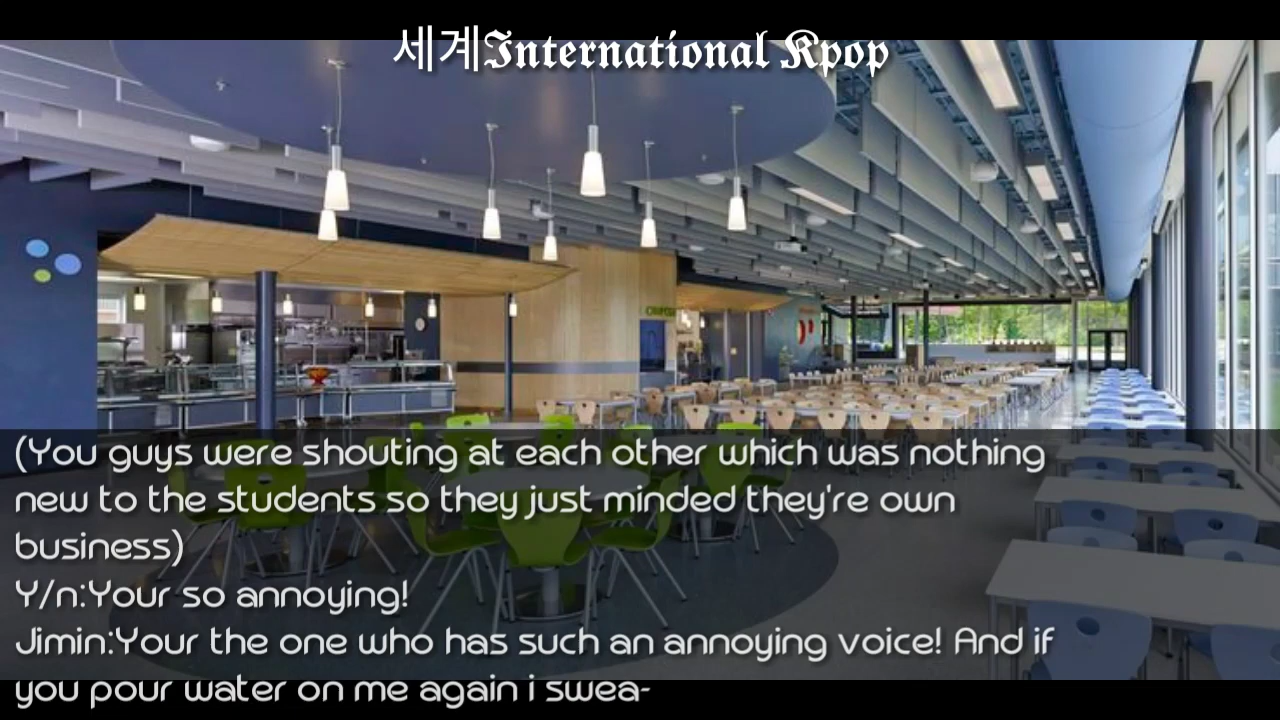 세계International Kpop
(You guys were shouting at each other which was nothing
new to the students so they just minded they're own
business)
Y/n:Your so annoying!
Jimin:Your the one who has such an annoying voice! And if
you pour water on me again i swea-